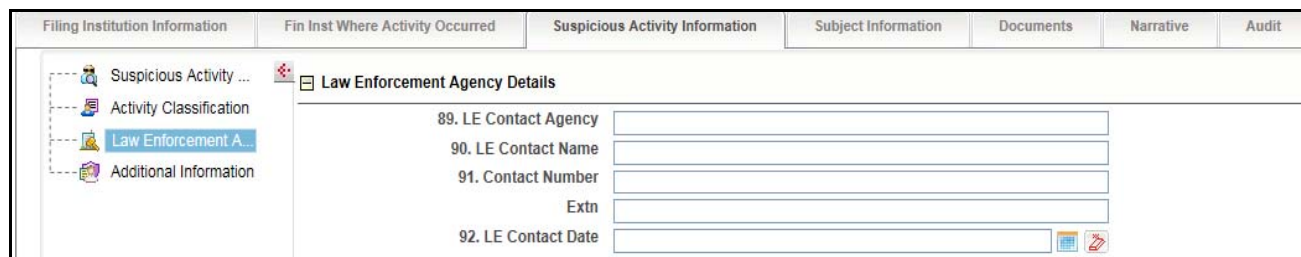 Filing Institution Information Fin Inst Where Activity Occurred Suspicious Activity Information Subject Information Documents Narrative Audit
Suspicious Activity ...
Activity Classification
Law Enforcement A...
Additional Information
Law Enforcement Agency Details
89. LE Contact Agency
90. LE Contact Name
91. Contact Number
Extn
92. LE Contact Date